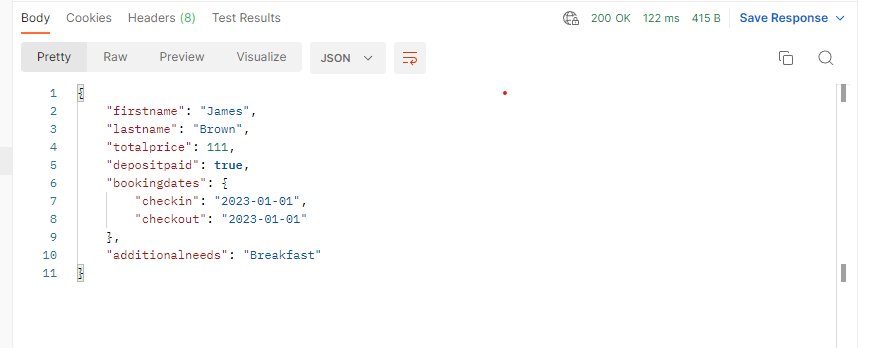 Body Cookies Headers (8) Test Results 200 OK 122 ms 415 B Save Response
Pretty Raw Preview Visualize JSON
1 {
2 "firstname": "James",
3 "lastname": "Brown",
4 "totalprice": 111,
5 "depositpaid": true,
6 "bookingdates": {
7 "checkin": "2023-01-01",
8 "checkout": "2023-01-01"
9 },
10 "additionalneeds": "Breakfast"
11 }